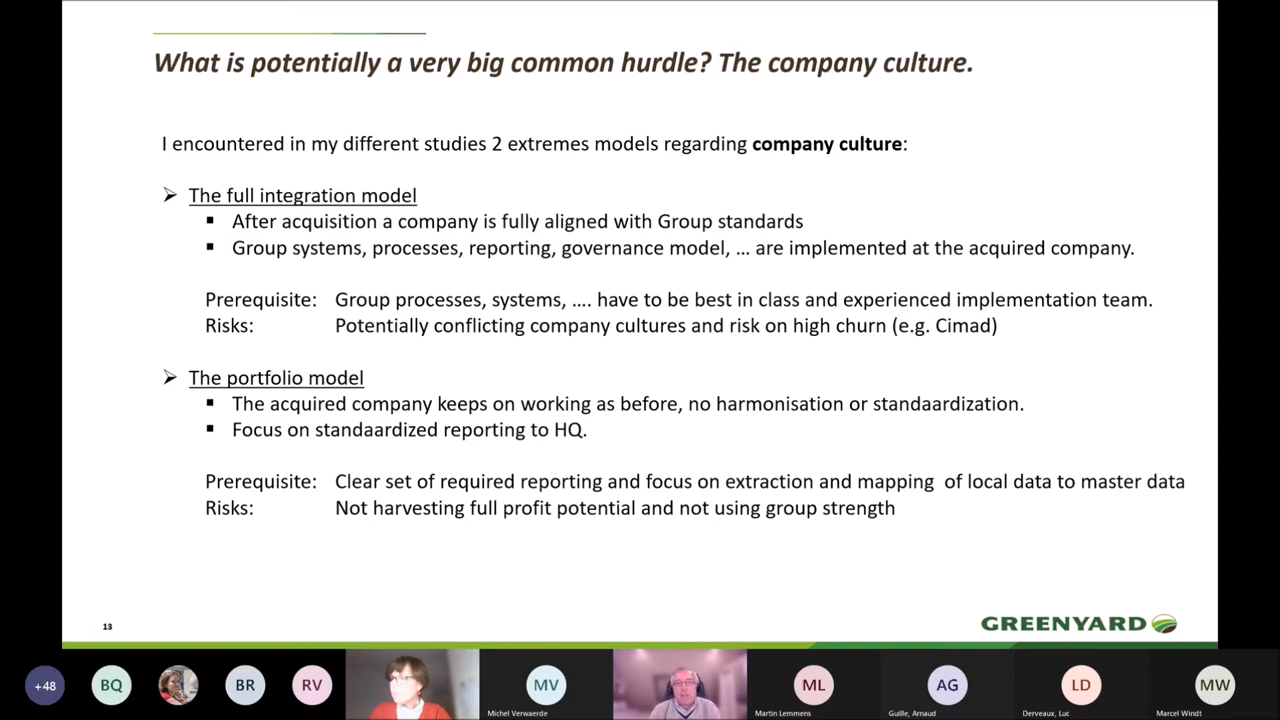 What is potentially a very big common hurdle? The company culture.
I encountered in my different studies 2 extremes models regarding company culture:
The full integration model
After acquisition a company is fully aligned with Group standards
Group systems, processes, reporting, governance model, … are implemented at the acquired company.
Prerequisite: Group processes, systems, …. have to be best in class and experienced implementation team.
Risks: Potentially conflicting company cultures and risk on high churn (e.g. Cimad)
The portfolio model
The acquired company keeps on working as before, no harmonisation or standaardization.
Focus on standaardized reporting to HQ.
Prerequisite: Clear set of required reporting and focus on extraction and mapping of local data to master data
Risks: Not harvesting full profit potential and not using group strength
13
GREENYARD
+48
BQ
BR
RV
MV
Michel Verwaerde
ML
Martin Lemmens
AG
Guille, Arnaud
LD
Derveaux, Luc
MW
Marcel Windt